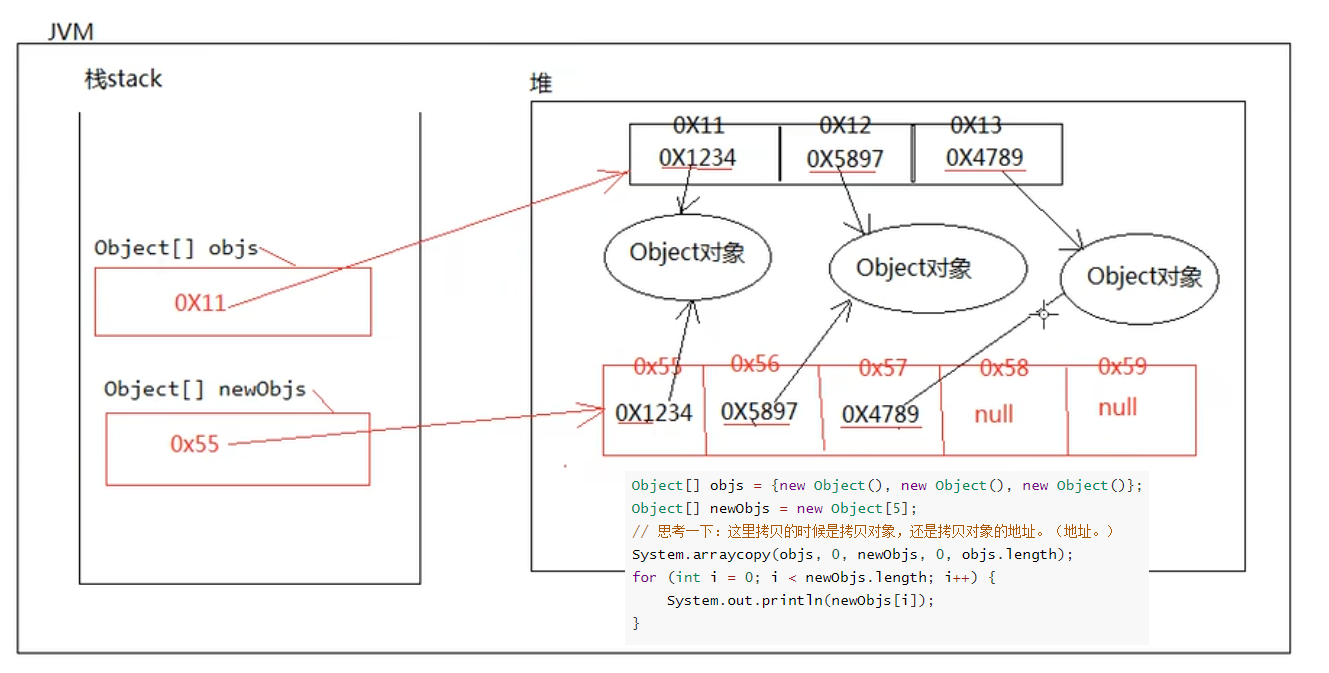 JVM
栈stack
堆
0X11 0X12 0X13
0X1234 0X5897 0X4789
Object[] objs
0X11
Object对象 Object对象 Object对象
Object[] newObjs
0x55
0x55 0x56 0x57 0x58 0x59
0X1234 0X5897 0X4789 null null
Object[] objs = {new Object(), new Object(), new Object()};
Object[] newObjs = new Object[5];
// 思考一下：这里拷贝的时候是拷贝对象，还是拷贝对象的地址。（地址。）
System.arraycopy(objs, 0, newObjs, 0, objs.length);
for (int i = 0; i < newObjs.length; i++) {
    System.out.println(newObjs[i]);
}